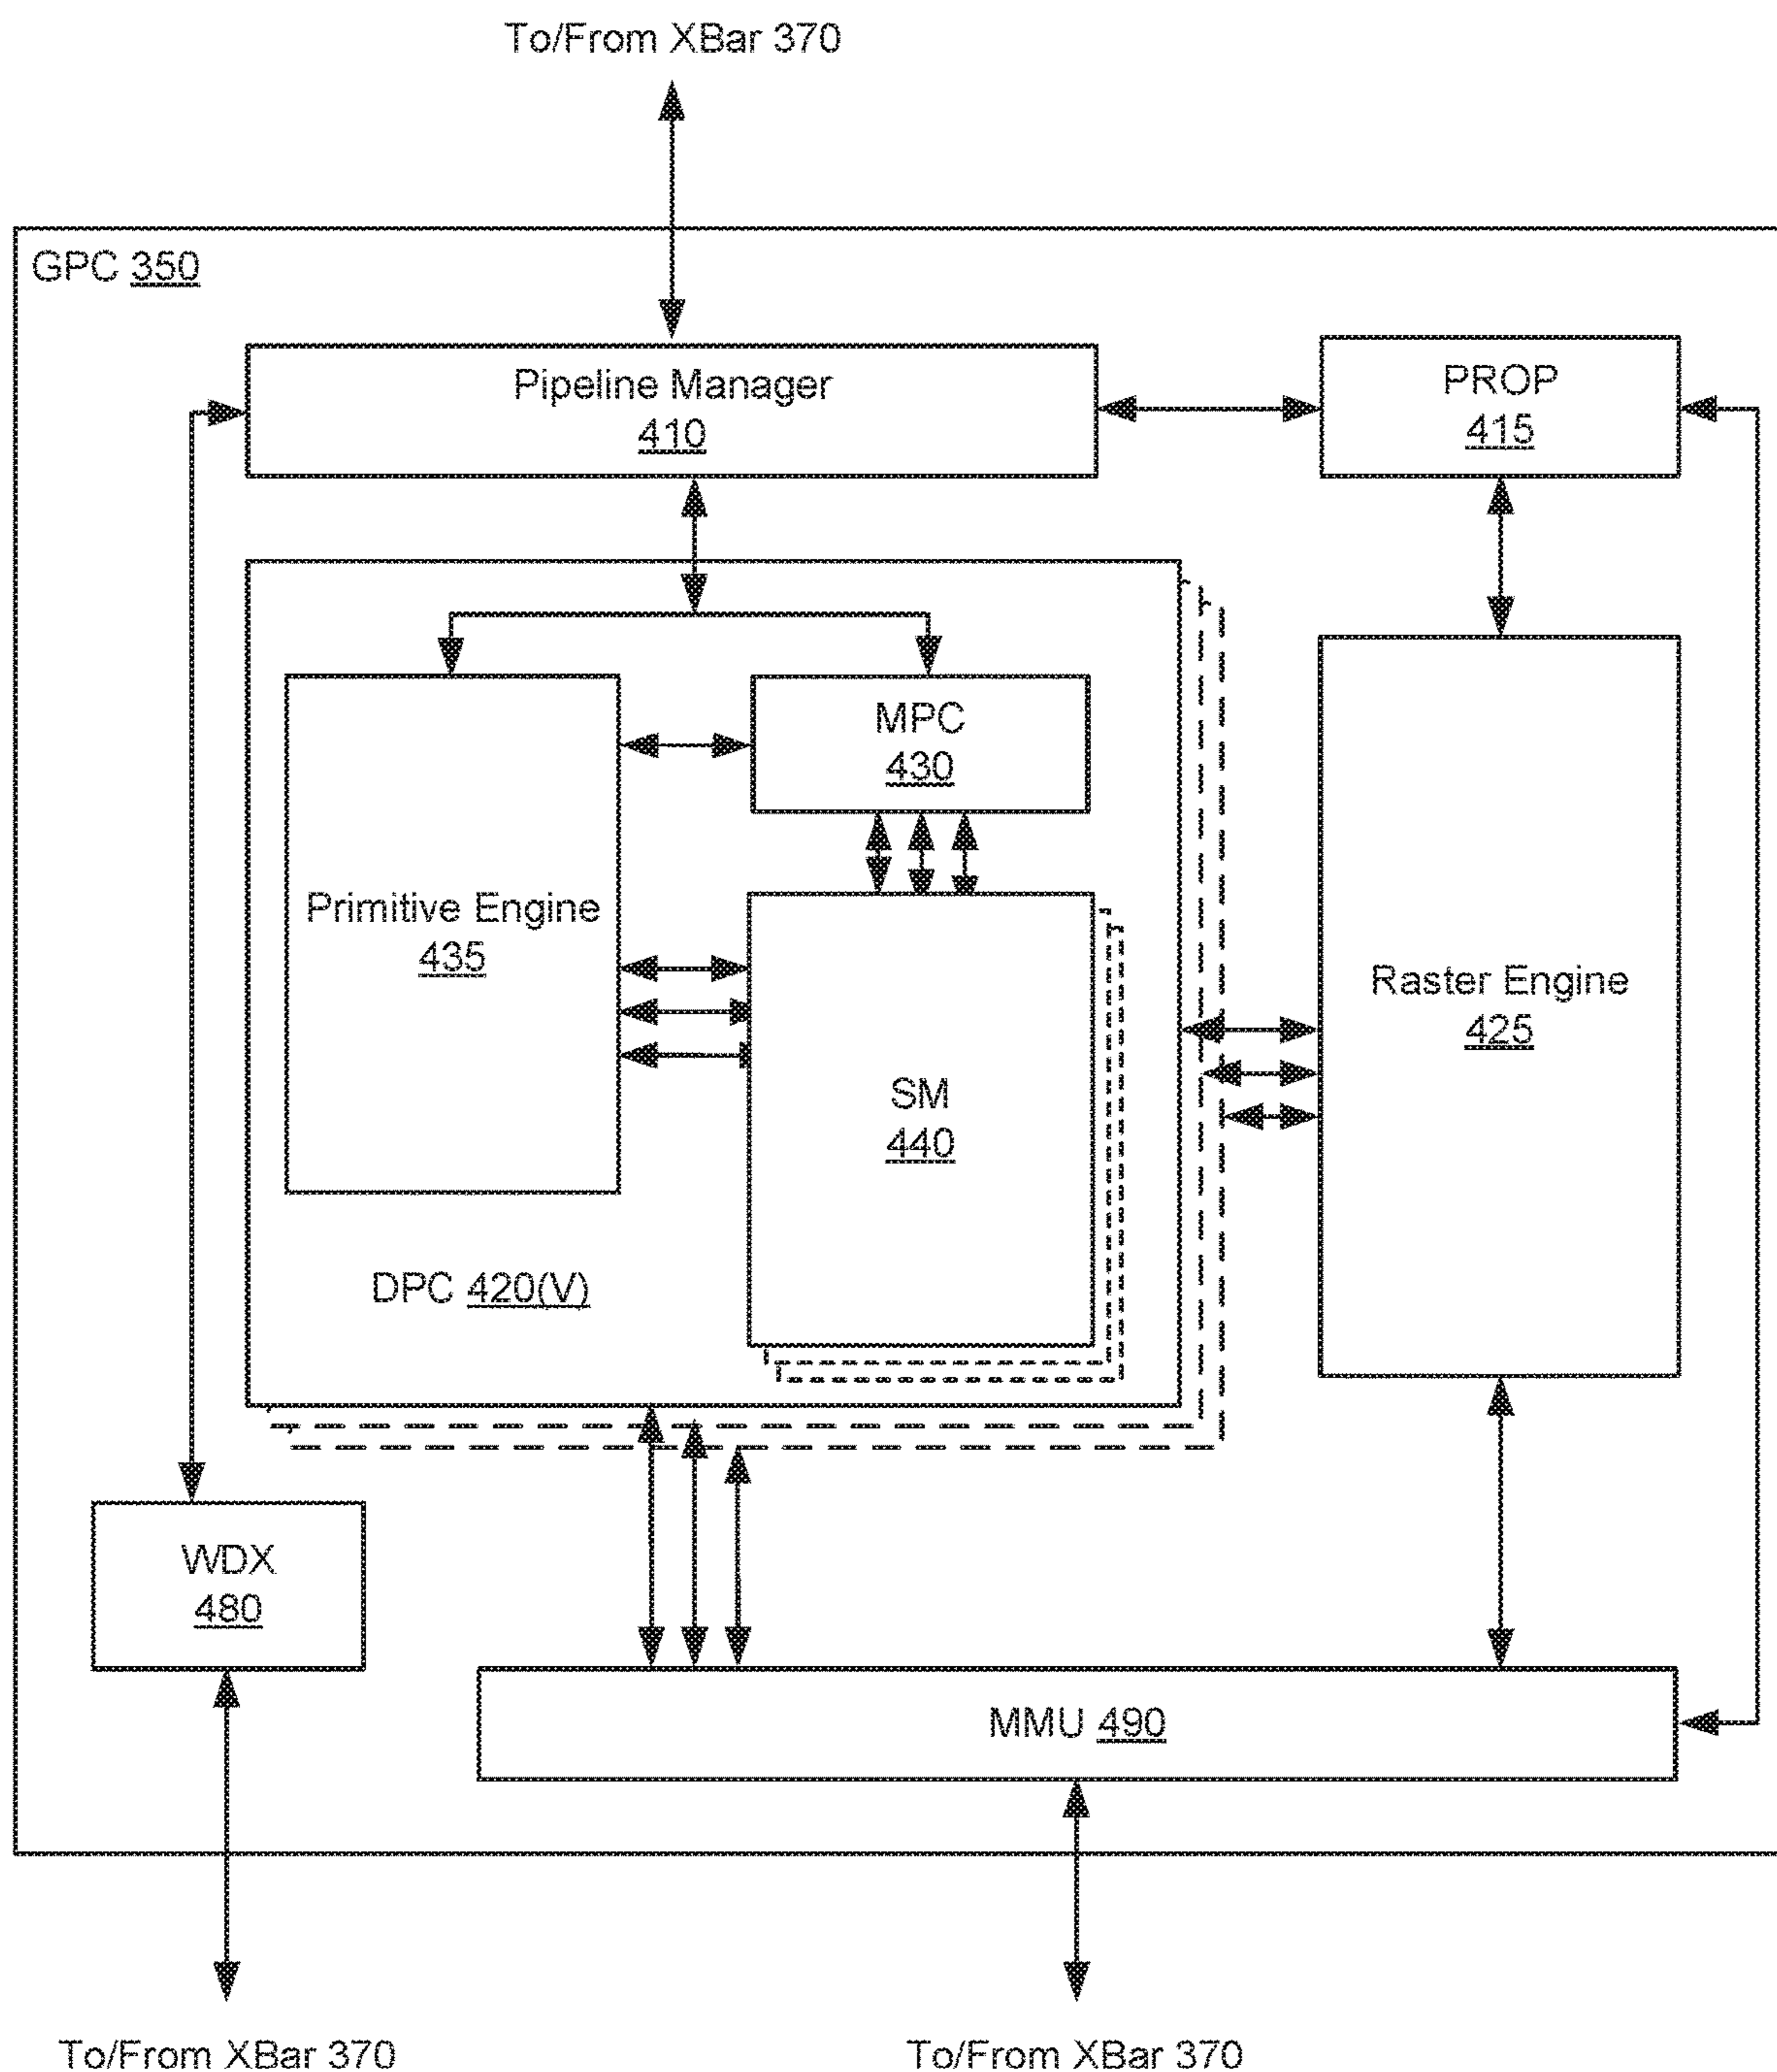 To/From XBar 370
GPC 350
Pipeline Manager
410
PROP
415
MPC
430
Primitive Engine
435
Raster Engine
425
SM
440
DPC 420(V)
WDX
480
MMU 490
To/From XBar 370
To/From XBar 370